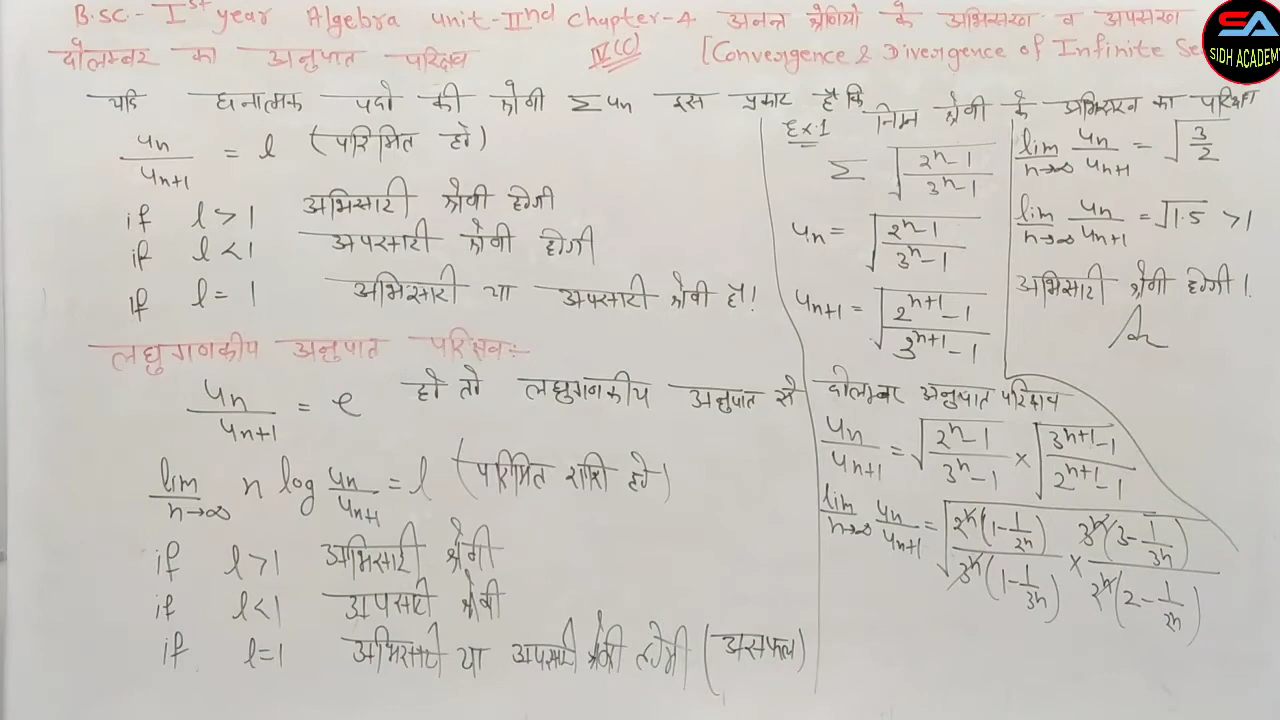 B.sc.- Ist year Algebra unit-IInd Chapter-4 अनन्त श्रेणियो के अभिसरण व अपसरण
दोलम्बर का अनुपात परिक्षव IV(C) [Convergence & Divergence of Infinite Se
SA
SIDH ACADEMY
यदि धनात्मक पदो की श्रेणी Σun इस प्रकार है कि
un/un+1 = l (परिमित हो)
if l > 1 अभिसारी श्रेणी होगी
if l < 1 अपसारी श्रेणी होगी
if l = 1 अभिसारी या अपसारी श्रेणी है।
लघुगणकीय अनुपात परिक्षव:-
un/un+1 = e हो तो लघुगणकीय अनुपात से
lim n→∞ n log un/un+1 = l (परिमित राशि हो)
if l>1 अभिसारी श्रेणी
if l<1 अपसारी श्रेणी
if l=1 अभिसारी या अपसारी श्रेणी होगी (असफल)
Ex.1 निम्न श्रेणी के अभिसरण का परिक्षण
Σ √(2^n-1/3^n-1)
un = √(2^n-1/3^n-1)
un+1 = √(2^n+1-1/3^n+1-1)
दोलम्बर अनुपात परिक्षव
un/un+1 = √(2^n-1/3^n-1) × √(3^n+1-1/2^n+1-1)
lim n→∞ un/un+1 = √(2^n(1-1/2^n)/3^n(1-1/3^n) × 3^n(3-1/3^n)/2^n(2-1/2^n))
lim n→∞ un/un+1 = √(3/2)
lim n→∞ un/un+1 = √1.5 >1
अभिसारी श्रेणी होगी।